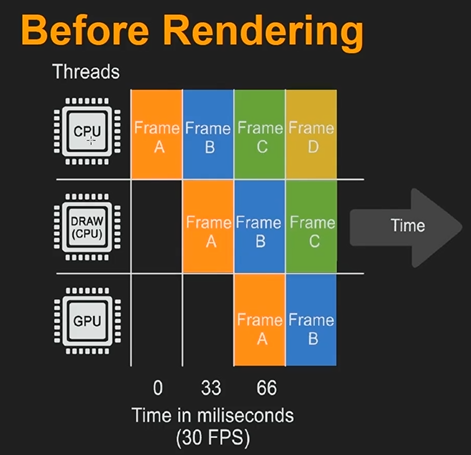 Before Rendering
Threads
CPU
Frame
A
Frame
B
Frame
C
Frame
D
DRAW
(CPU)
Frame
A
Frame
B
Frame
C
Time
GPU
Frame
A
Frame
B
0 33 66
Time in miliseconds
(30 FPS)